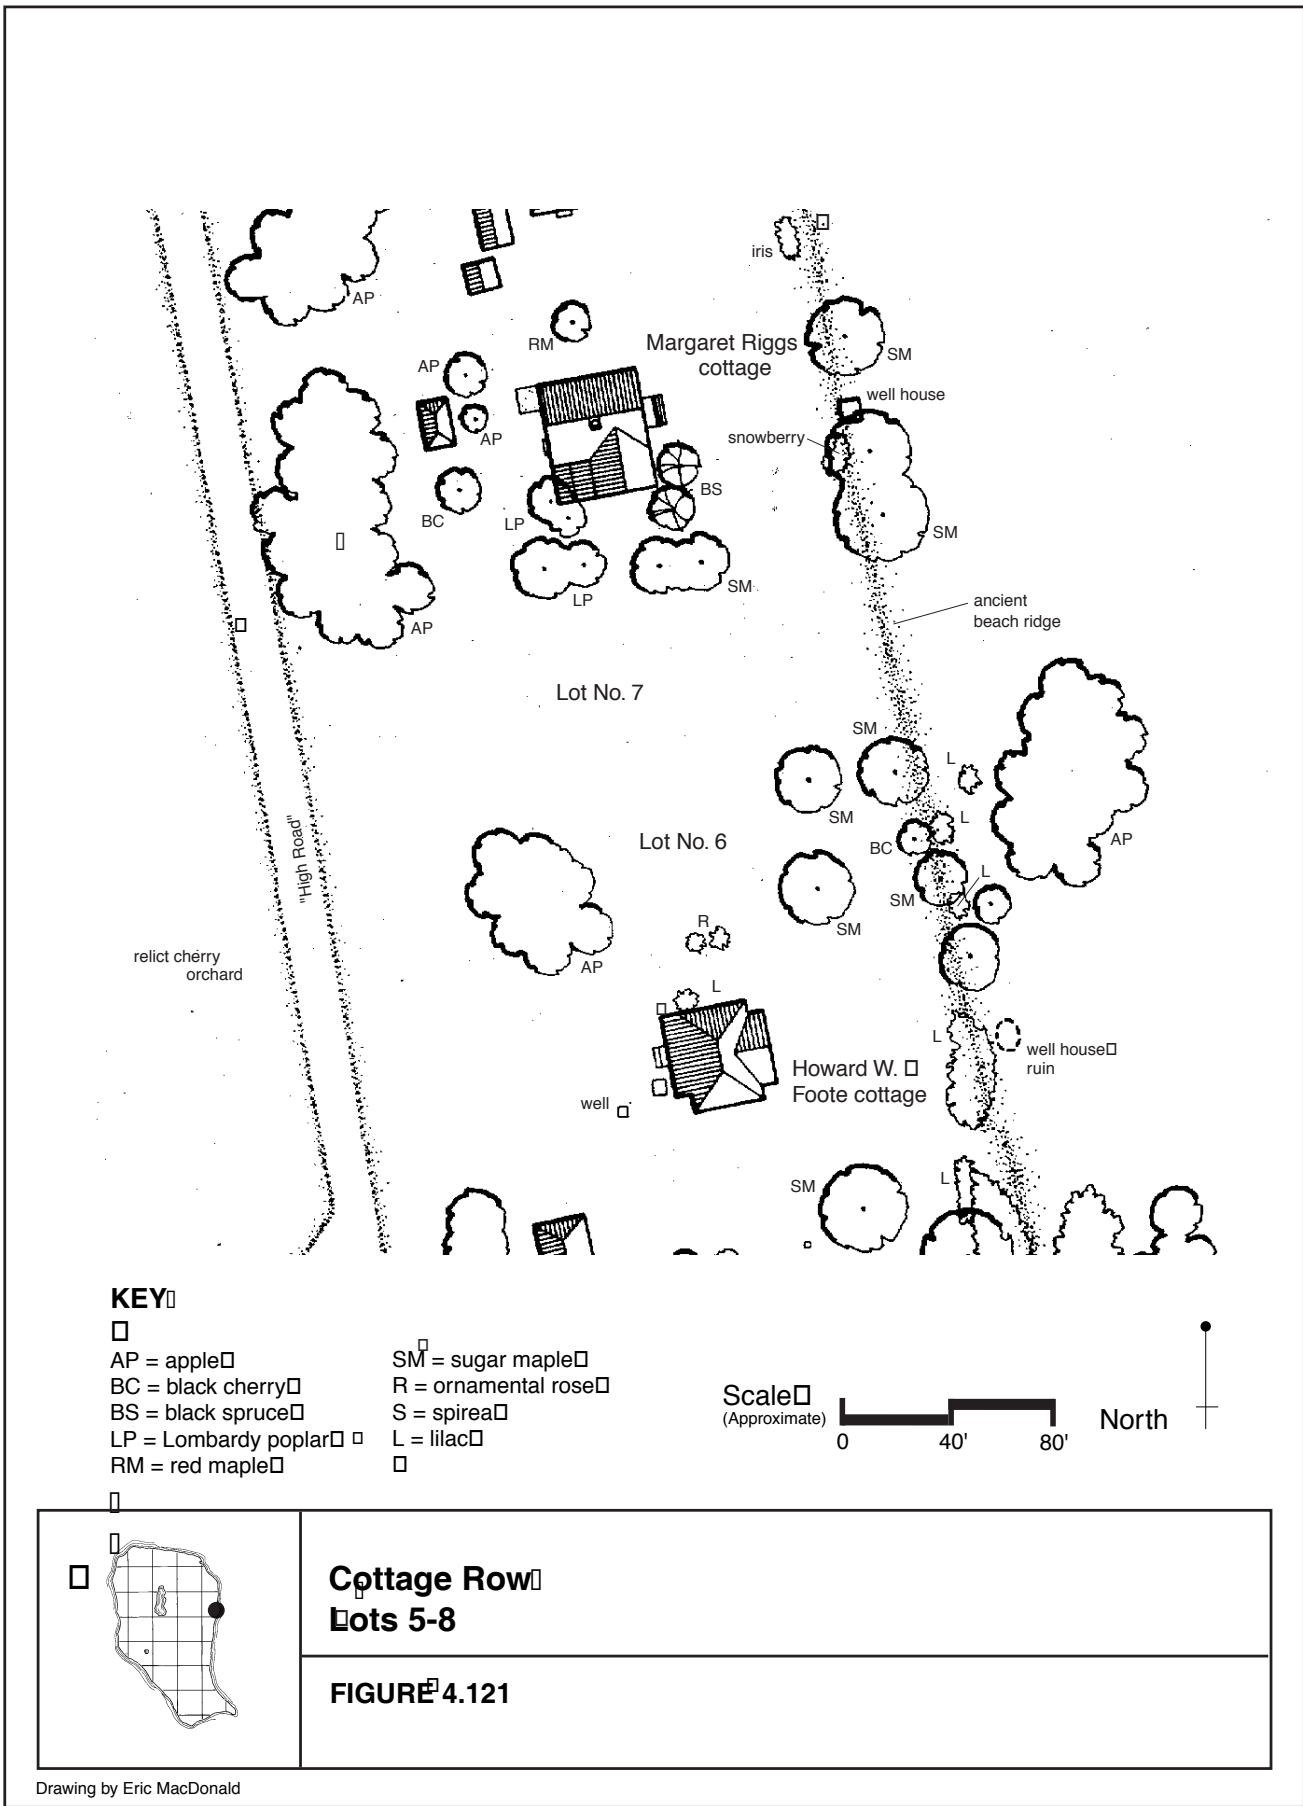 iris
AP
RM
Margaret Riggs
cottage
SM
AP
well house
AP
snowberry
BS
BC
LP
SM
LP
SM
AP
ancient
beach ridge
Lot No. 7
SM
L
SM
L
Lot No. 6
BC
AP
"High Road"
L
SM
R
SM
relict cherry
orchard
AP
L
L
well house
ruin
Howard W.
Foote cottage
well
L
SM
KEY
AP = apple
BC = black cherry
BS = black spruce
LP = Lombardy poplar
RM = red maple
SM = sugar maple
R = ornamental rose
S = spirea
L = lilac
Scale
(Approximate)
0 40' 80'
North
Cottage Row
Lots 5-8
FIGURE 4.121
Drawing by Eric MacDonald